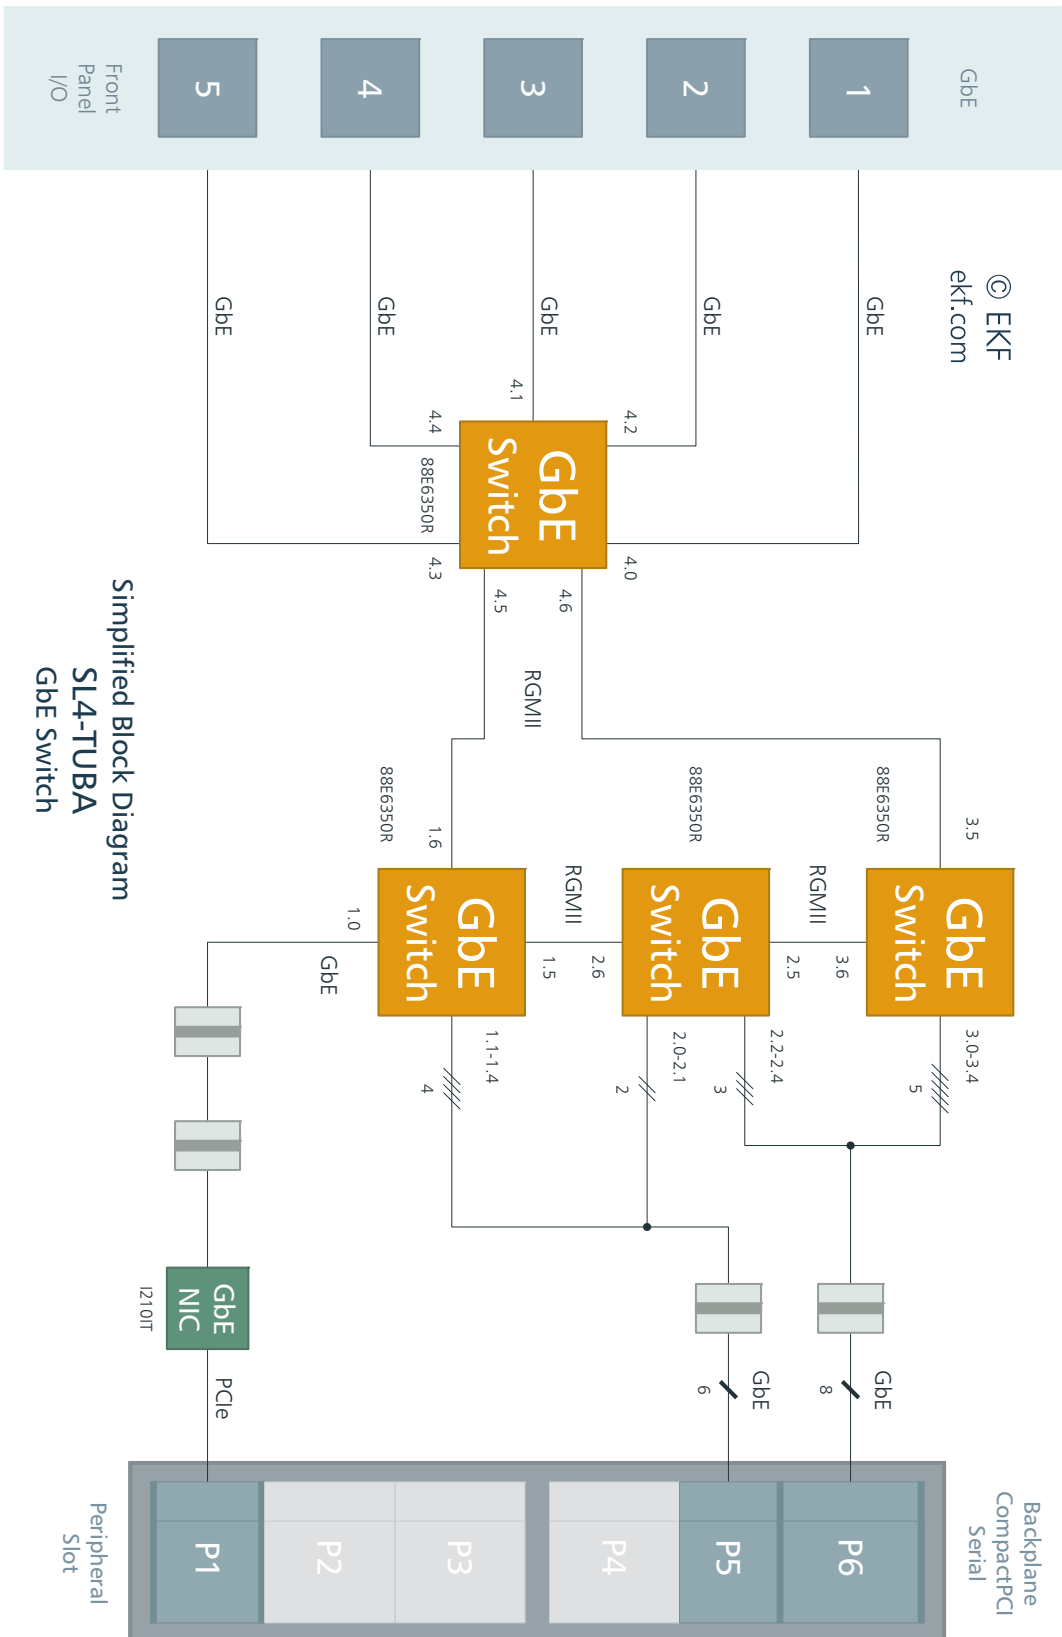 GbE
1
2
3
4
5
Front
Panel
I/O
© EKF
ekf.com
GbE
GbE
GbE
GbE
GbE
4.2
4.1
4.4
GbE
Switch
88E6350R
4.0
4.3
4.6
4.5
RGMII
Simplified Block Diagram
SL4-TUBA
GbE Switch
3.5
88E6350R
88E6350R
88E6350R
1.6
GbE
Switch
RGMII
GbE
Switch
RGMII
GbE
Switch
1.0
GbE
3.6
2.5
2.6
1.5
3.0-3.4
5
2.2-2.4
3
2.0-2.1
2
1.1-1.4
4
GbE
NIC
I210IT
GbE
8
GbE
6
PCIe
Backplane
CompactPCI
Serial
P6
P5
P4
P3
P2
P1
Peripheral
Slot